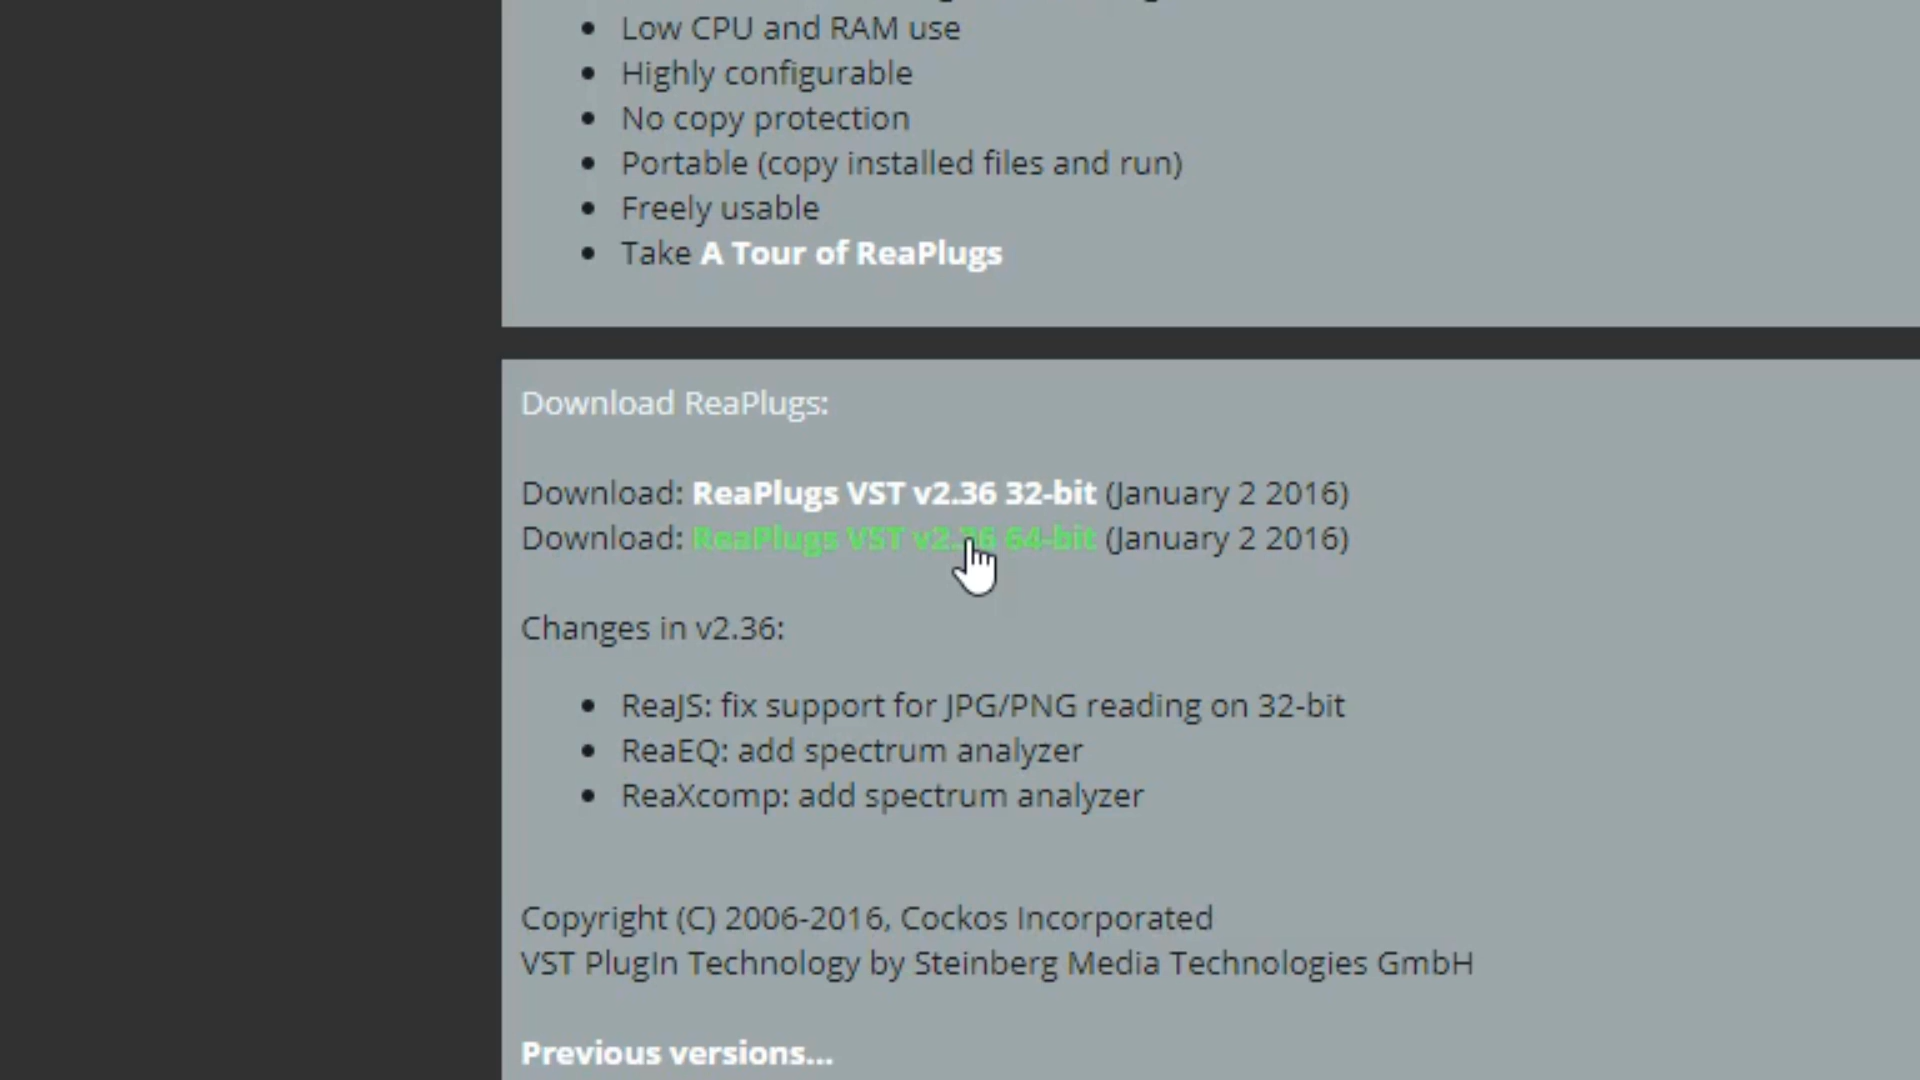 Low CPU and RAM use
Highly configurable
No copy protection
Portable (copy installed files and run)
Freely usable
Take A Tour of ReaPlugs
Download ReaPlugs:
Download: ReaPlugs VST v2.36 32-bit (January 2 2016)
Download: ReaPlugs VST v2.36 64-bit (January 2 2016)
Changes in v2.36:
ReaJS: fix support for JPG/PNG reading on 32-bit
ReaEQ: add spectrum analyzer
ReaXcomp: add spectrum analyzer
Copyright (C) 2006-2016, Cockos Incorporated
VST PlugIn Technology by Steinberg Media Technologies GmbH
Previous versions...